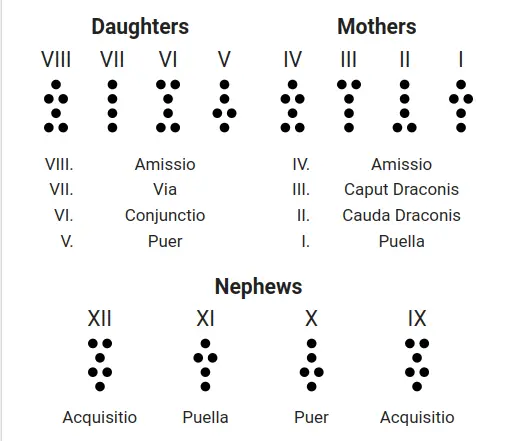 Daughters Mothers
VIII VII VI V IV III II I
VIII. Amissio IV. Amissio
VII. Via III. Caput Draconis
VI. Conjunctio II. Cauda Draconis
V. Puer I. Puella
Nephews
XII XI X IX
Acquisitio Puella Puer Acquisitio